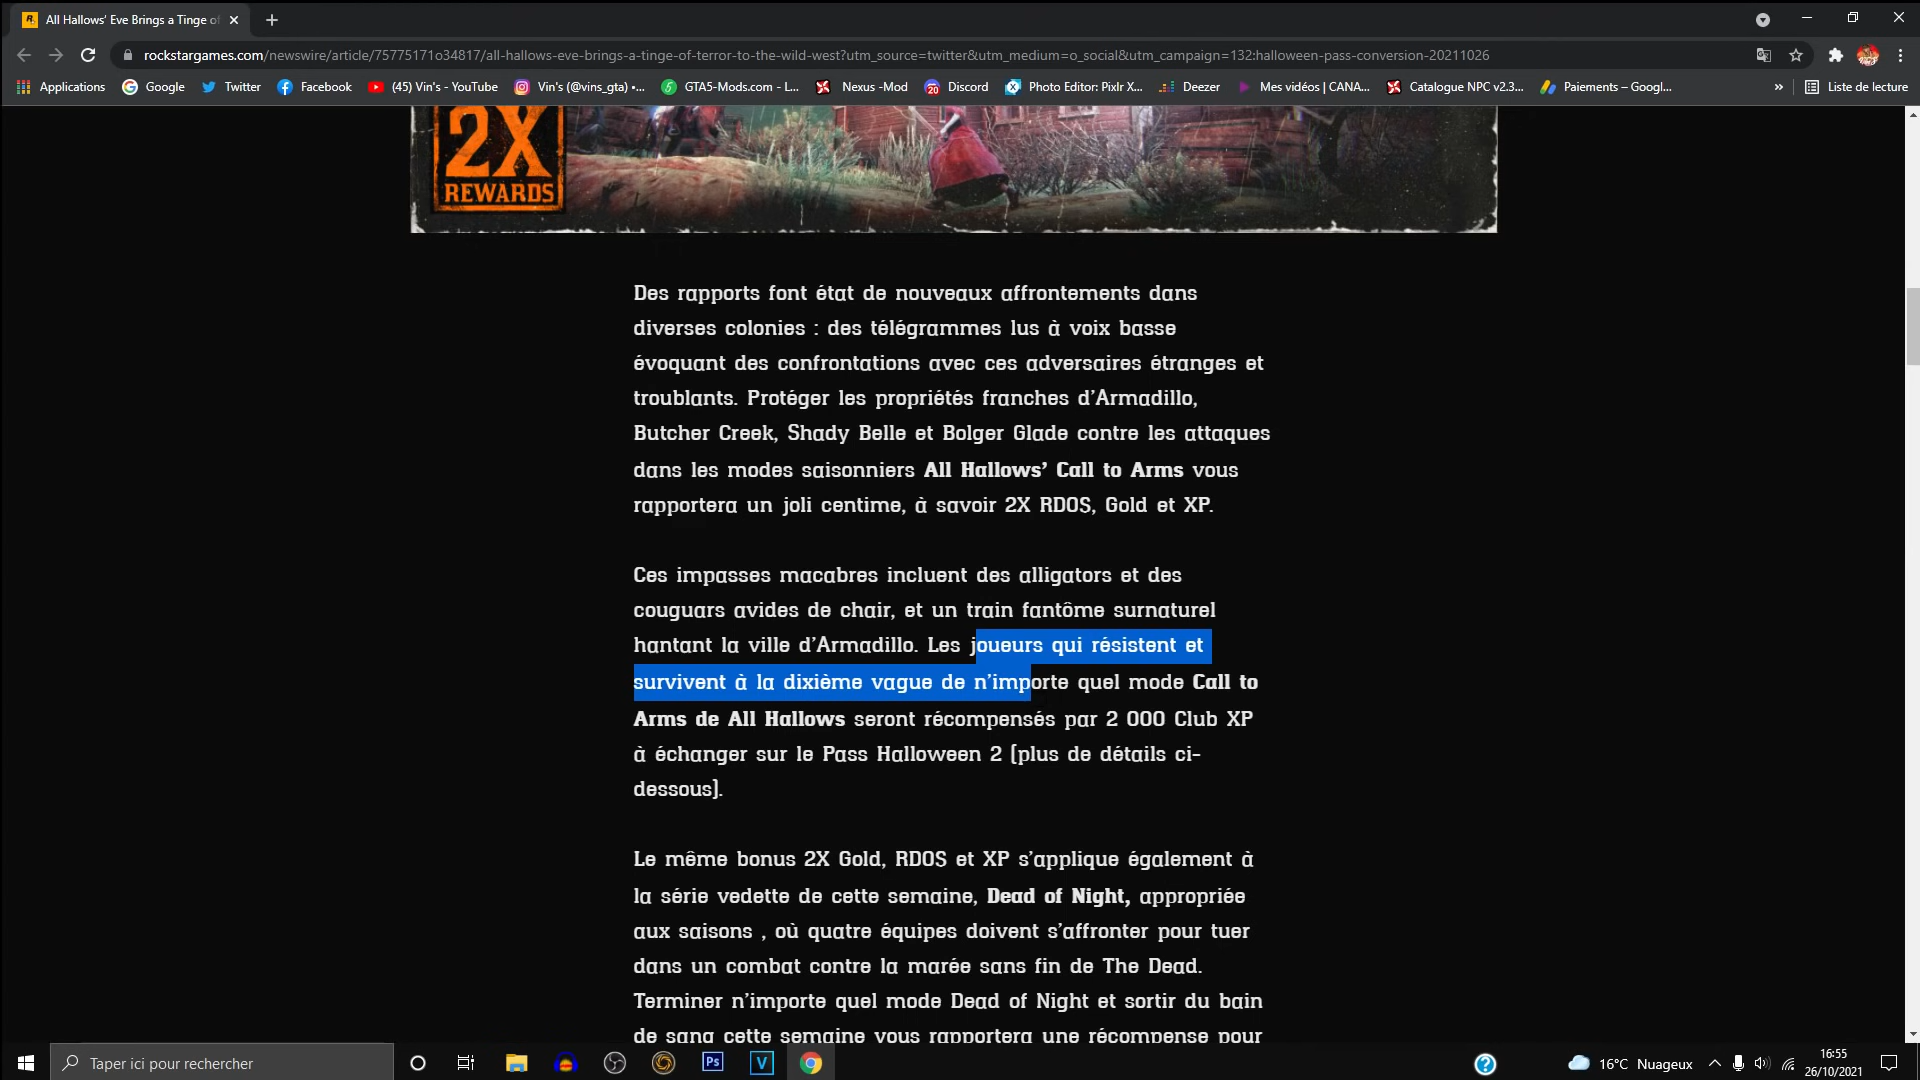 All Hallows' Eve Brings a Tinge of
rockstargames.com/newswire/article/75775171o34817/all-hallows-eve-brings-a-tinge-of-terror-to-the-wild-west?utm_source=twitter&utm_medium=o_social&utm_campaign=132:halloween-pass-conversion-20211026
Applications Google Twitter Facebook (45) Vin's - YouTube Vin's (@vins_gta) •... GTA5-Mods.com - L... Nexus -Mod 20 Discord Photo Editor: Pixlr X... Deezer Mes vidéos | CANA... Catalogue NPC v2.3... Paiements – Googl... » Liste de lecture
2X
REWARDS
Des rapports font état de nouveaux affrontements dans
diverses colonies : des télégrammes lus à voix basse
évoquant des confrontations avec ces adversaires étranges et
troublants. Protéger les propriétés franches d'Armadillo,
Butcher Creek, Shady Belle et Bolger Glade contre les attaques
dans les modes saisonniers All Hallows' Call to Arms vous
rapportera un joli centime, à savoir 2X RDO$, Gold et XP.
Ces impasses macabres incluent des alligators et des
couguars avides de chair, et un train fantôme surnaturel
hantant la ville d'Armadillo. Les joueurs qui résistent et
survivent à la dixième vague de n'importe quel mode Call to
Arms de All Hallows seront récompensés par 2 000 Club XP
à échanger sur le Pass Halloween 2 (plus de détails ci-
dessous).
Le même bonus 2X Gold, RDO$ et XP s'applique également à
la série vedette de cette semaine, Dead of Night, appropriée
aux saisons , où quatre équipes doivent s'affronter pour tuer
dans un combat contre la marée sans fin de The Dead.
Terminer n'importe quel mode Dead of Night et sortir du bain
de sang cette semaine vous rapportera une récompense pour
Taper ici pour rechercher
Ps
V
16°C Nuageux
16:55
26/10/2021